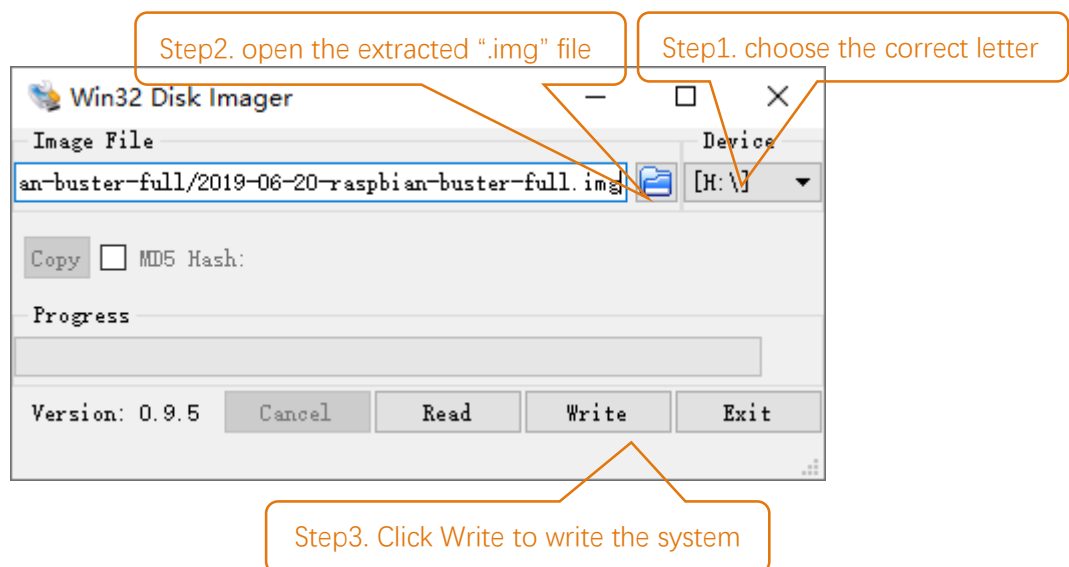 Step2. open the extracted “.img” file
Step1. choose the correct letter
Win32 Disk Imager
Image File
Device
an-buster-full/2019-06-20-raspbian-buster-full.img
[H:\]
Copy
MD5 Hash:
Progress
Version: 0.9.5
Cancel
Read
Write
Exit
Step3. Click Write to write the system